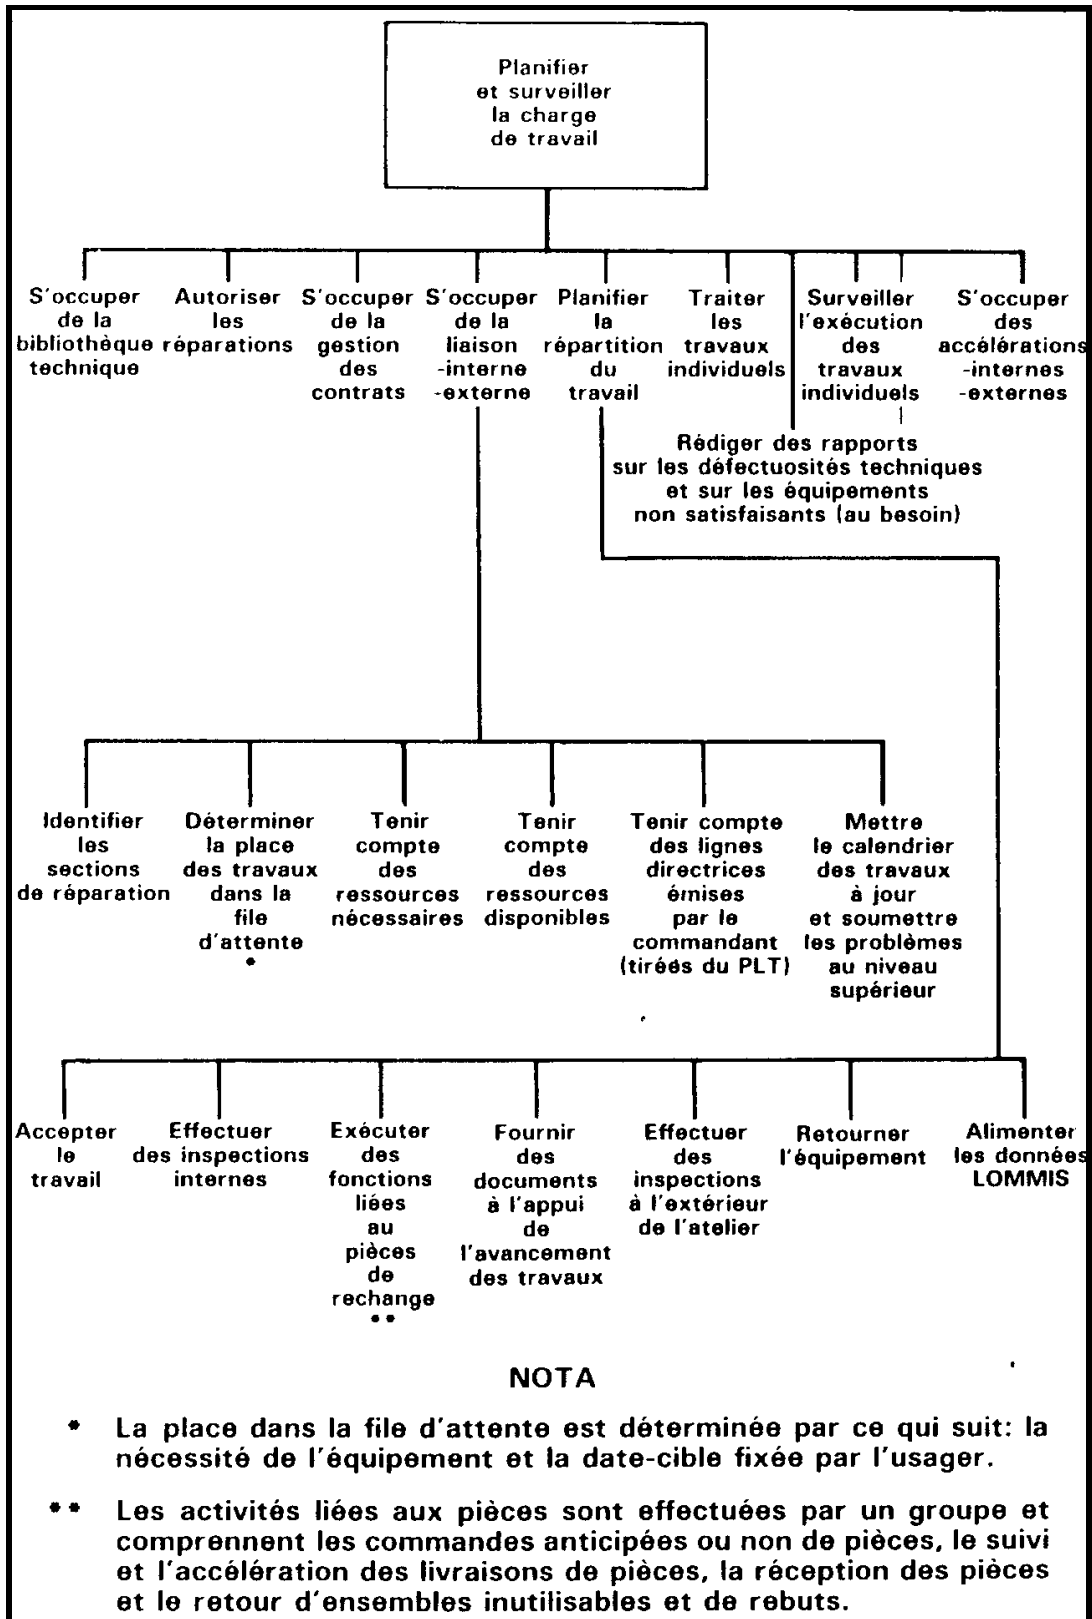 Planifier
et surveiller
la charge
de travail
S'occuper
de la
bibliothèque
technique
Autoriser
les
réparations
S'occuper
de la
gestion
des
contrats
S'occuper
de la
liaison
-interne
-externe
Planifier
la
répartition
du
travail
Traiter
les
travaux
individuels
Surveiller
l'exécution
des
travaux
individuels
S'occuper
des
accélérations
-internes
-externes
Rédiger des rapports
sur les défectuosités techniques
et sur les équipements
non satisfaisants (au besoin)
Identifier
les
sections
de réparation
Déterminer
la place
des travaux
dans la
file
d'attente
*
Tenir
compte
des
ressources
nécessaires
Tenir
compte
des
ressources
disponibles
Tenir compte
des lignes
directrices
émises
par le
commandant
(tirées du PLT)
Mettre
le calendrier
des travaux
à jour
et soumettre
les problèmes
au niveau
supérieur
Accepter
le
travail
Effectuer
des inspections
internes
Exécuter
des
fonctions
liées
au
pièces
de
rechange
**
Fournir
des
documents
à l'appui
de
l'avancement
des travaux
Effectuer
des
inspections
à l'extérieur
de l'atelier
Retourner
l'équipement
Alimenter
les données
LOMMIS
NOTA
* La place dans la file d'attente est déterminée par ce qui suit: la
nécessité de l'équipement et la date-cible fixée par l'usager.
** Les activités liées aux pièces sont effectuées par un groupe et
comprennent les commandes anticipées ou non de pièces, le suivi
et l'accélération des livraisons de pièces, la réception des pièces
et le retour d'ensembles inutilisables et de rebuts.